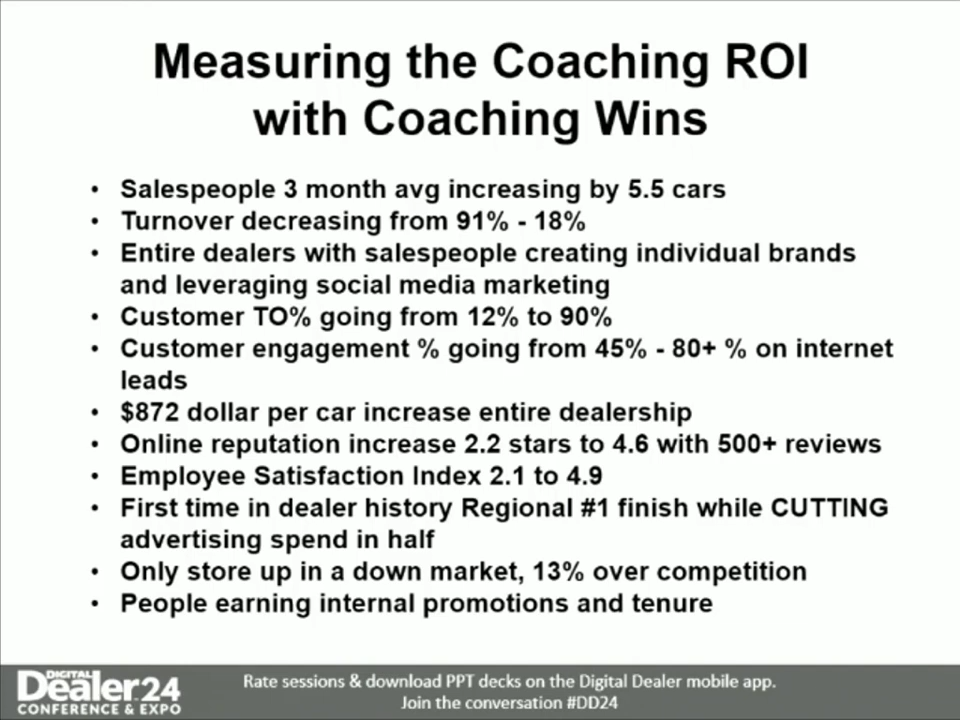 Measuring the Coaching ROI
with Coaching Wins
• Salespeople 3 month avg increasing by 5.5 cars
• Turnover decreasing from 91% - 18%
• Entire dealers with salespeople creating individual brands
and leveraging social media marketing
• Customer TO% going from 12% to 90%
• Customer engagement % going from 45% - 80+ % on internet
leads
• $872 dollar per car increase entire dealership
• Online reputation increase 2.2 stars to 4.6 with 500+ reviews
• Employee Satisfaction Index 2.1 to 4.9
• First time in dealer history Regional #1 finish while CUTTING
advertising spend in half
• Only store up in a down market, 13% over competition
• People earning internal promotions and tenure
DIGITAL
Dealer 24
CONFERENCE & EXPO
Rate sessions & download PPT decks on the Digital Dealer mobile app.
Join the conversation #DD24